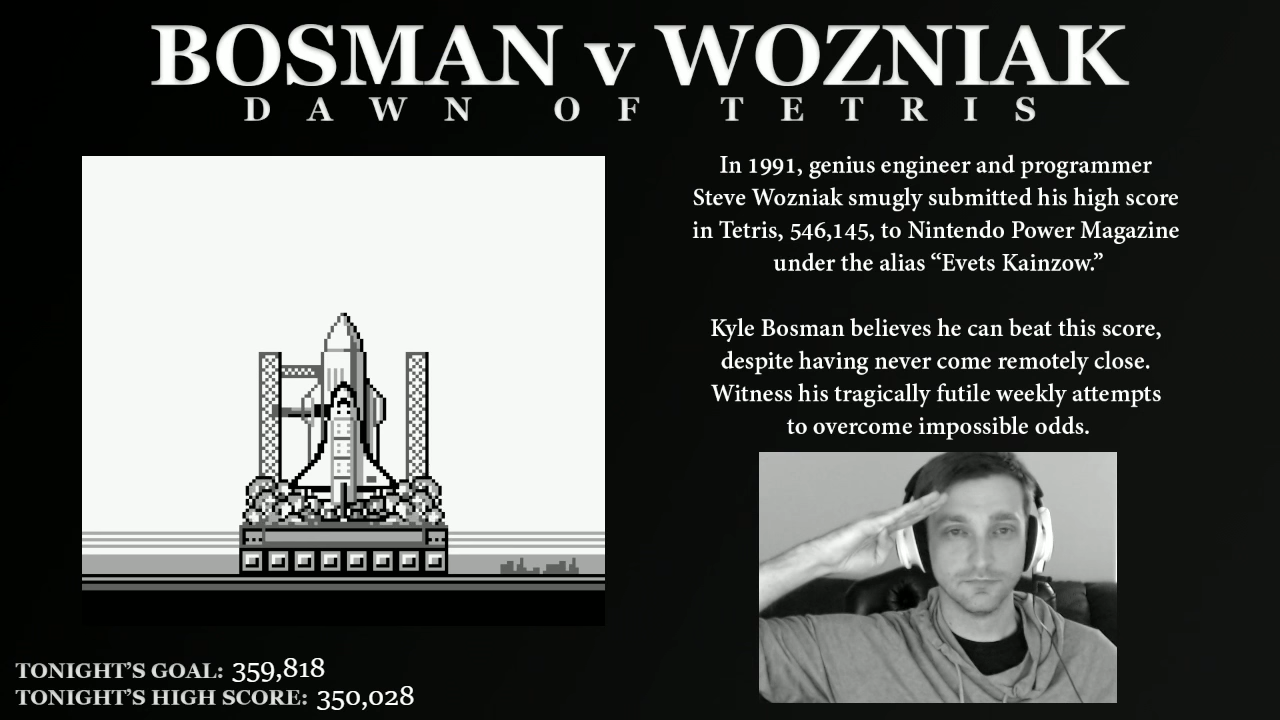 BOSMAN v WOZNIAK
DAWN OF TETRIS
In 1991, genius engineer and programmer
Steve Wozniak smugly submitted his high score
in Tetris, 546,145, to Nintendo Power Magazine
under the alias “Evets Kainzow.”
Kyle Bosman believes he can beat this score,
despite having never come remotely close.
Witness his tragically futile weekly attempts
to overcome impossible odds.
TONIGHT’S GOAL: 359,818
TONIGHT’S HIGH SCORE: 350,028